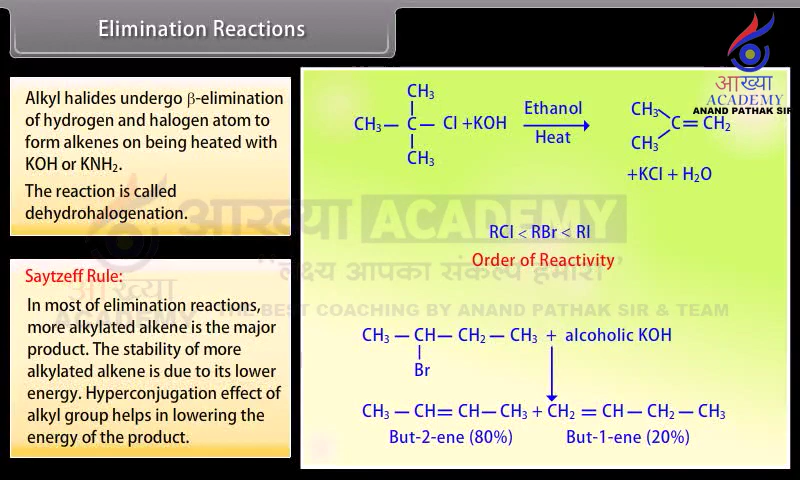 Elimination Reactions
आख्या
ACADEMY
ANAND PATHAK SIR
Alkyl halides undergo β-elimination
of hydrogen and halogen atom to
form alkenes on being heated with
KOH or KNH₂.
The reaction is called
dehydrohalogenation.
CH₃
CH₃— C — Cl +KOH
CH₃
Ethanol
Heat
CH₃
C = CH₂
CH₃
+KCl + H₂O
आख्या ACADEMY
RCl < RBr < RI
Order of Reactivity
लक्ष्य आपका संकल्प हमारा
THE BEST COACHING BY ANAND PATHAK SIR & TEAM
आख्या
ACADEMY
Saytzeff Rule:
In most of elimination reactions,
more alkylated alkene is the major
product. The stability of more
alkylated alkene is due to its lower
energy. Hyperconjugation effect of
alkyl group helps in lowering the
energy of the product.
CH₃ — CH — CH₂ — CH₃ + alcoholic KOH
Br
CH₃ — CH = CH — CH₃ + CH₂ = CH — CH₂ — CH₃
But-2-ene (80%) But-1-ene (20%)